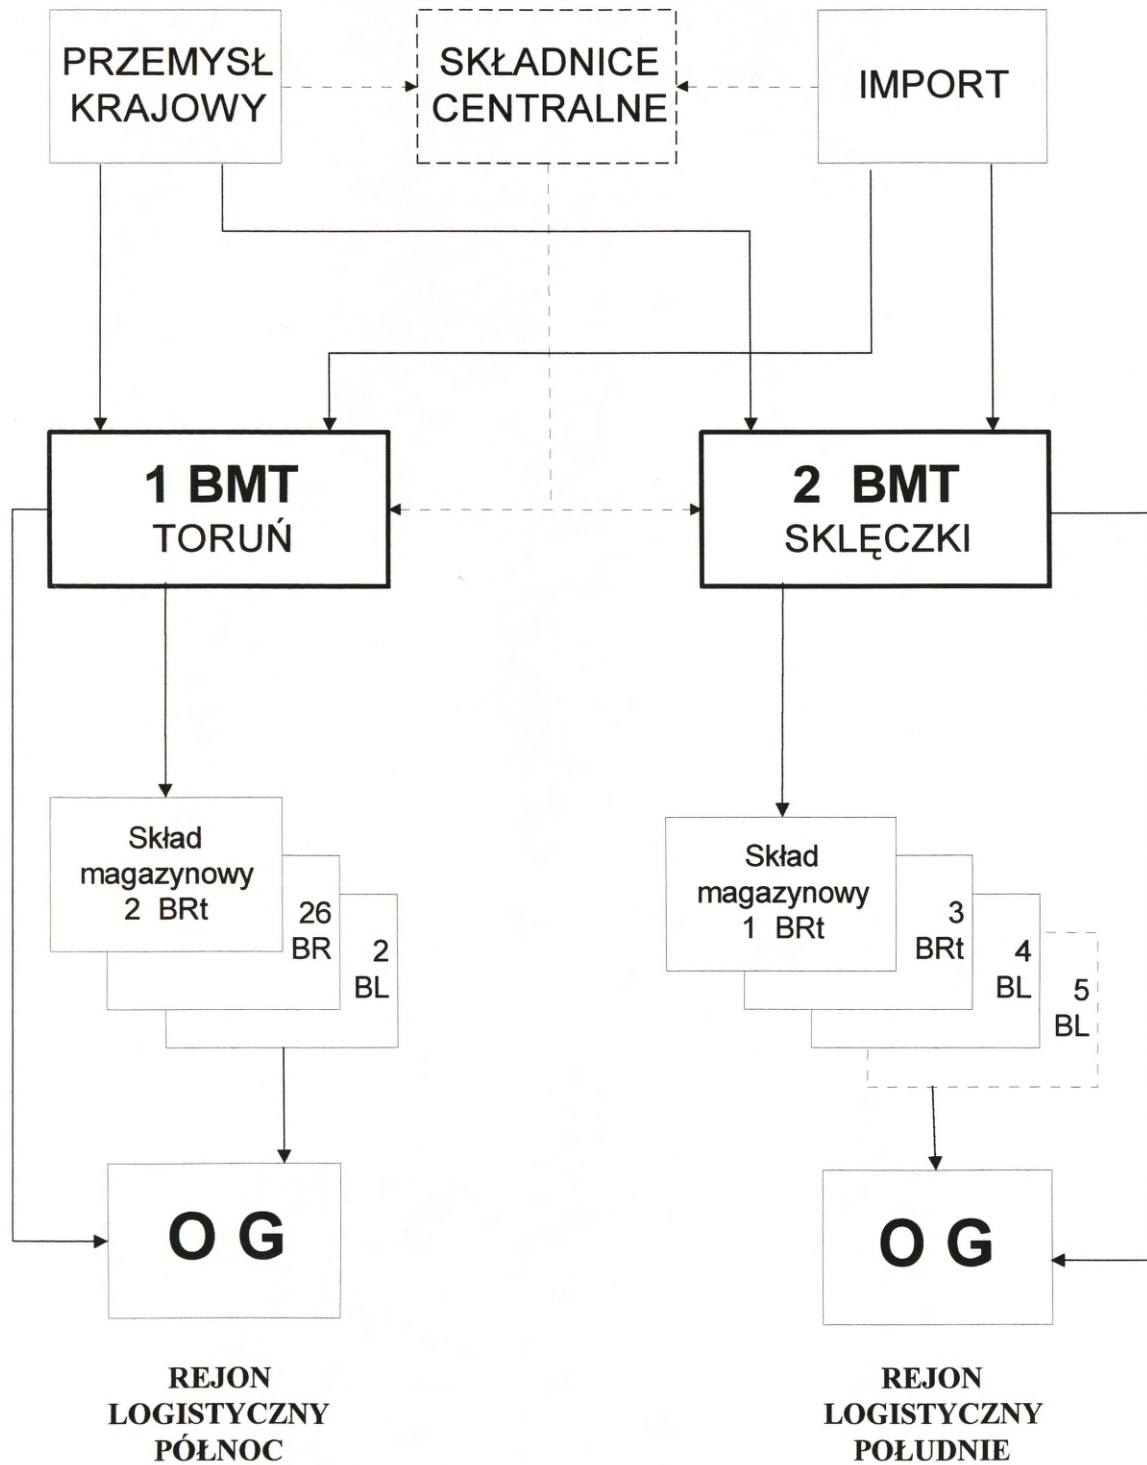 PRZEMYSŁ
KRAJOWY
SKŁADNICE
CENTRALNE
IMPORT
1 BMT
TORUŃ
2 BMT
SKLĘCZKI
Skład
magazynowy
2 BRt
26
BR
2
BL
Skład
magazynowy
1 BRt
3
BRt
4
BL
5
BL
O G
O G
REJON
LOGISTYCZNY
PÓŁNOC
REJON
LOGISTYCZNY
POŁUDNIE